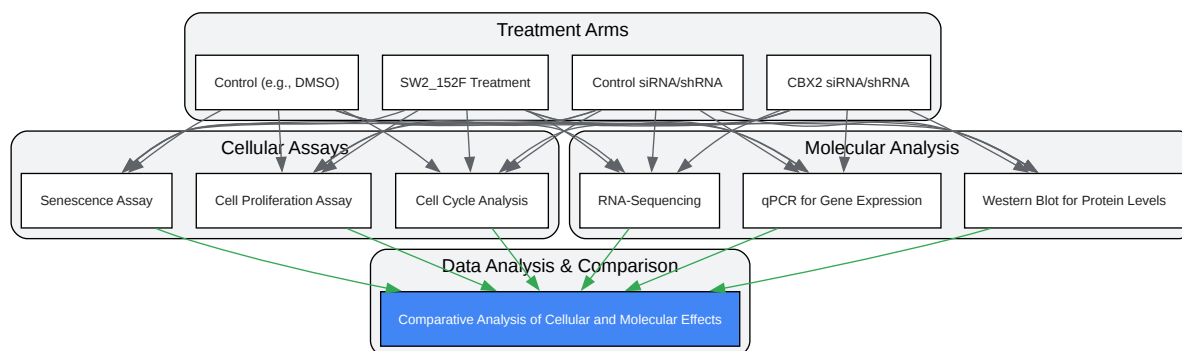 Treatment Arms
Control (e.g., DMSO)
SW2_152F Treatment
Control siRNA/shRNA
CBX2 siRNA/shRNA
Cellular Assays
Molecular Analysis
Senescence Assay
Cell Proliferation Assay
Cell Cycle Analysis
RNA-Sequencing
qPCR for Gene Expression
Western Blot for Protein Levels
Data Analysis & Comparison
Comparative Analysis of Cellular and Molecular Effects